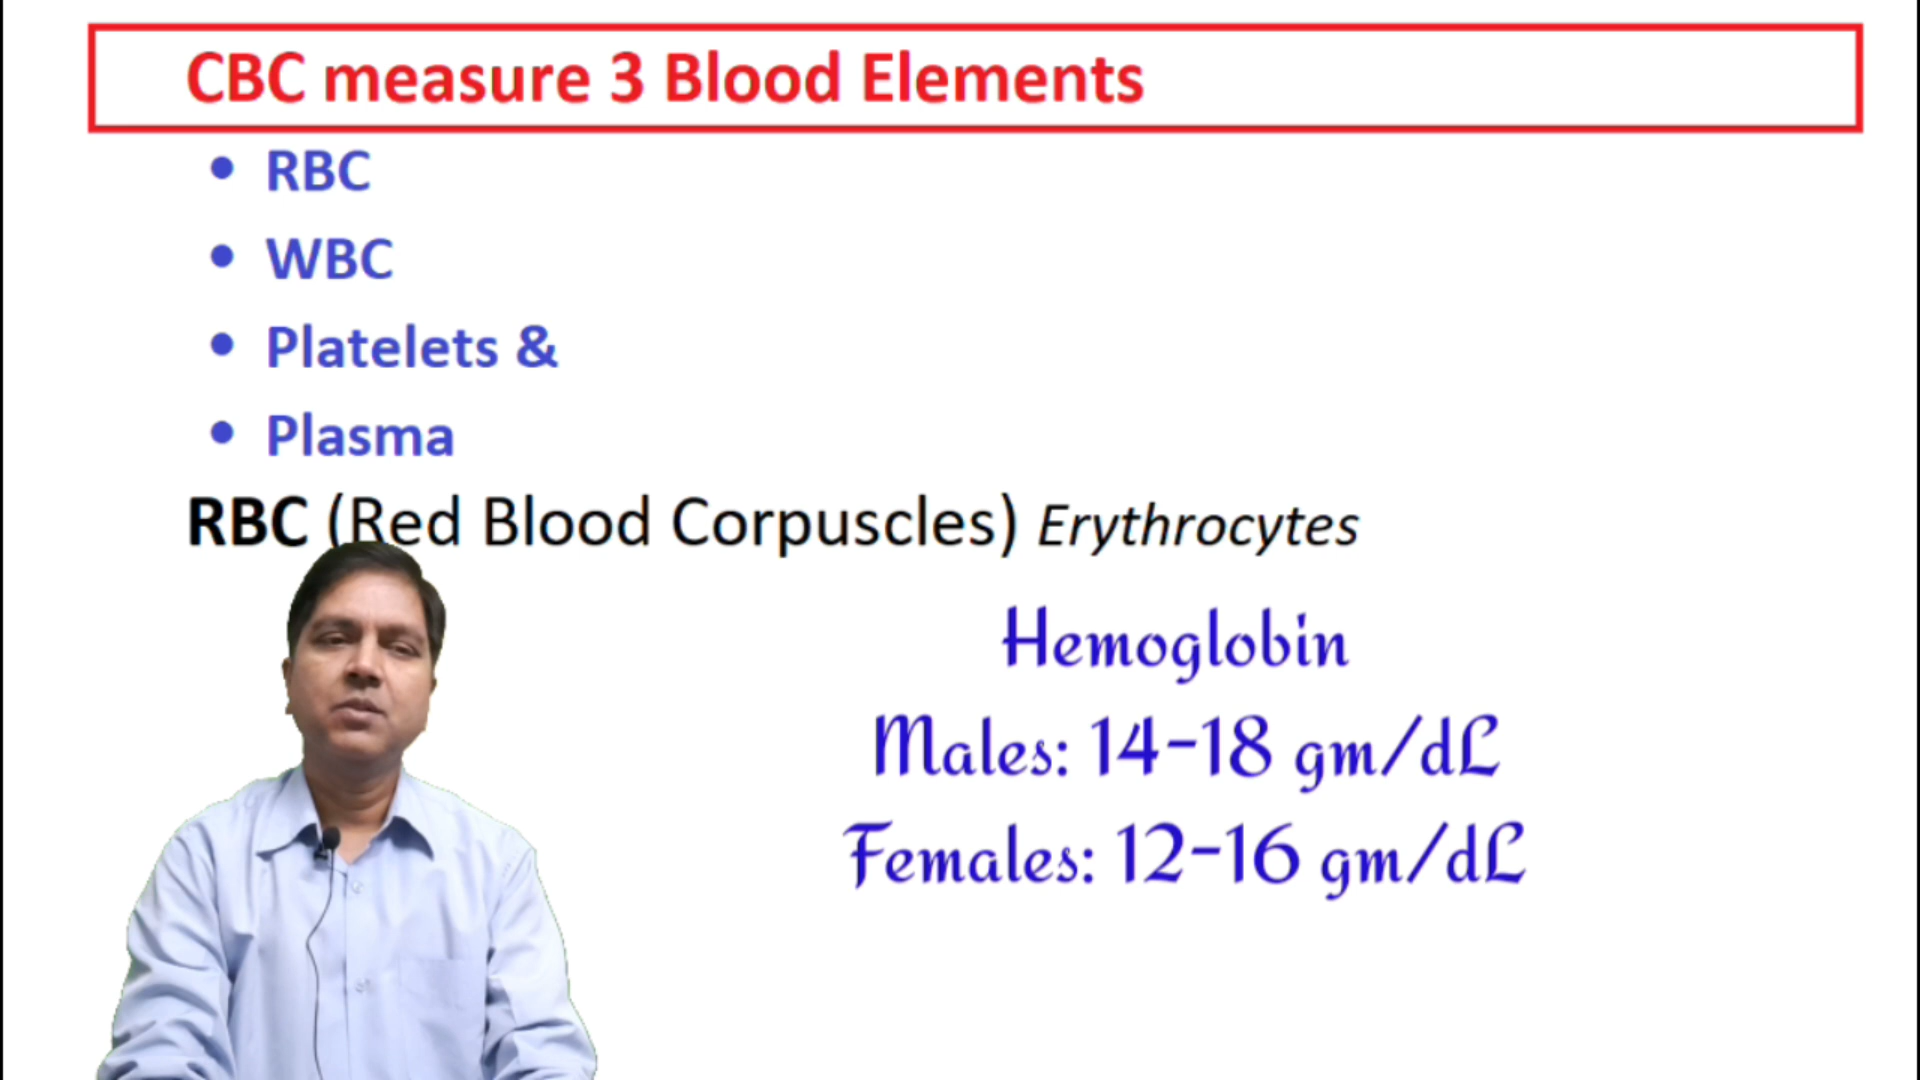 CBC measure 3 Blood Elements
• RBC
• WBC
• Platelets &
• Plasma
RBC (Red Blood Corpuscles) Erythrocytes
Hemoglobin
Males: 14-18 gm/dL
Females: 12-16 gm/dL